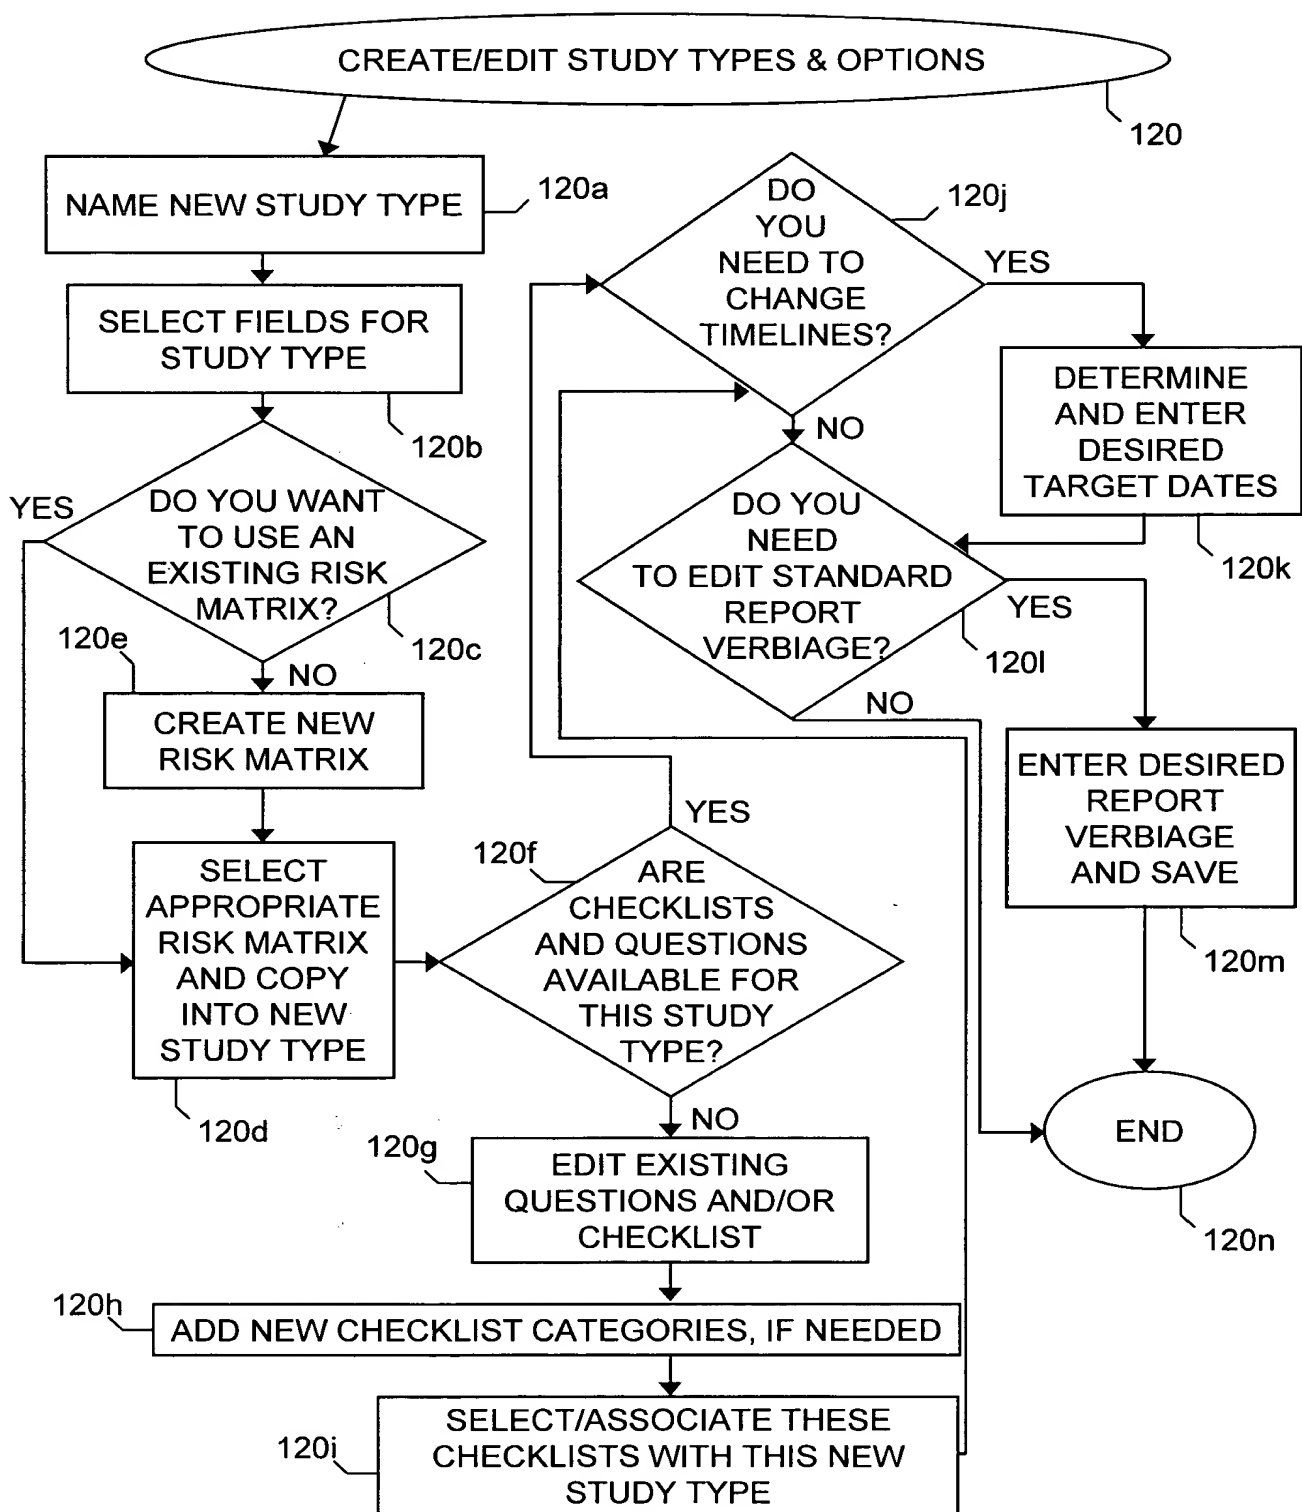 CREATE/EDIT STUDY TYPES & OPTIONS
120
NAME NEW STUDY TYPE
120a
SELECT FIELDS FOR
STUDY TYPE
120b
DO YOU WANT
TO USE AN
EXISTING RISK
MATRIX?
YES
120c
NO
120e
CREATE NEW
RISK MATRIX
SELECT
APPROPRIATE
RISK MATRIX
AND COPY
INTO NEW
STUDY TYPE
120d
120f
ARE
CHECKLISTS
AND QUESTIONS
AVAILABLE FOR
THIS STUDY
TYPE?
YES
NO
120g
EDIT EXISTING
QUESTIONS AND/OR
CHECKLIST
120h
ADD NEW CHECKLIST CATEGORIES, IF NEEDED
120i
SELECT/ASSOCIATE THESE
CHECKLISTS WITH THIS NEW
STUDY TYPE
DO
YOU
NEED TO
CHANGE
TIMELINES?
120j
YES
NO
DETERMINE
AND ENTER
DESIRED
TARGET DATES
120k
DO YOU
NEED
TO EDIT STANDARD
REPORT
VERBIAGE?
120l
YES
NO
ENTER DESIRED
REPORT
VERBIAGE
AND SAVE
120m
END
120n